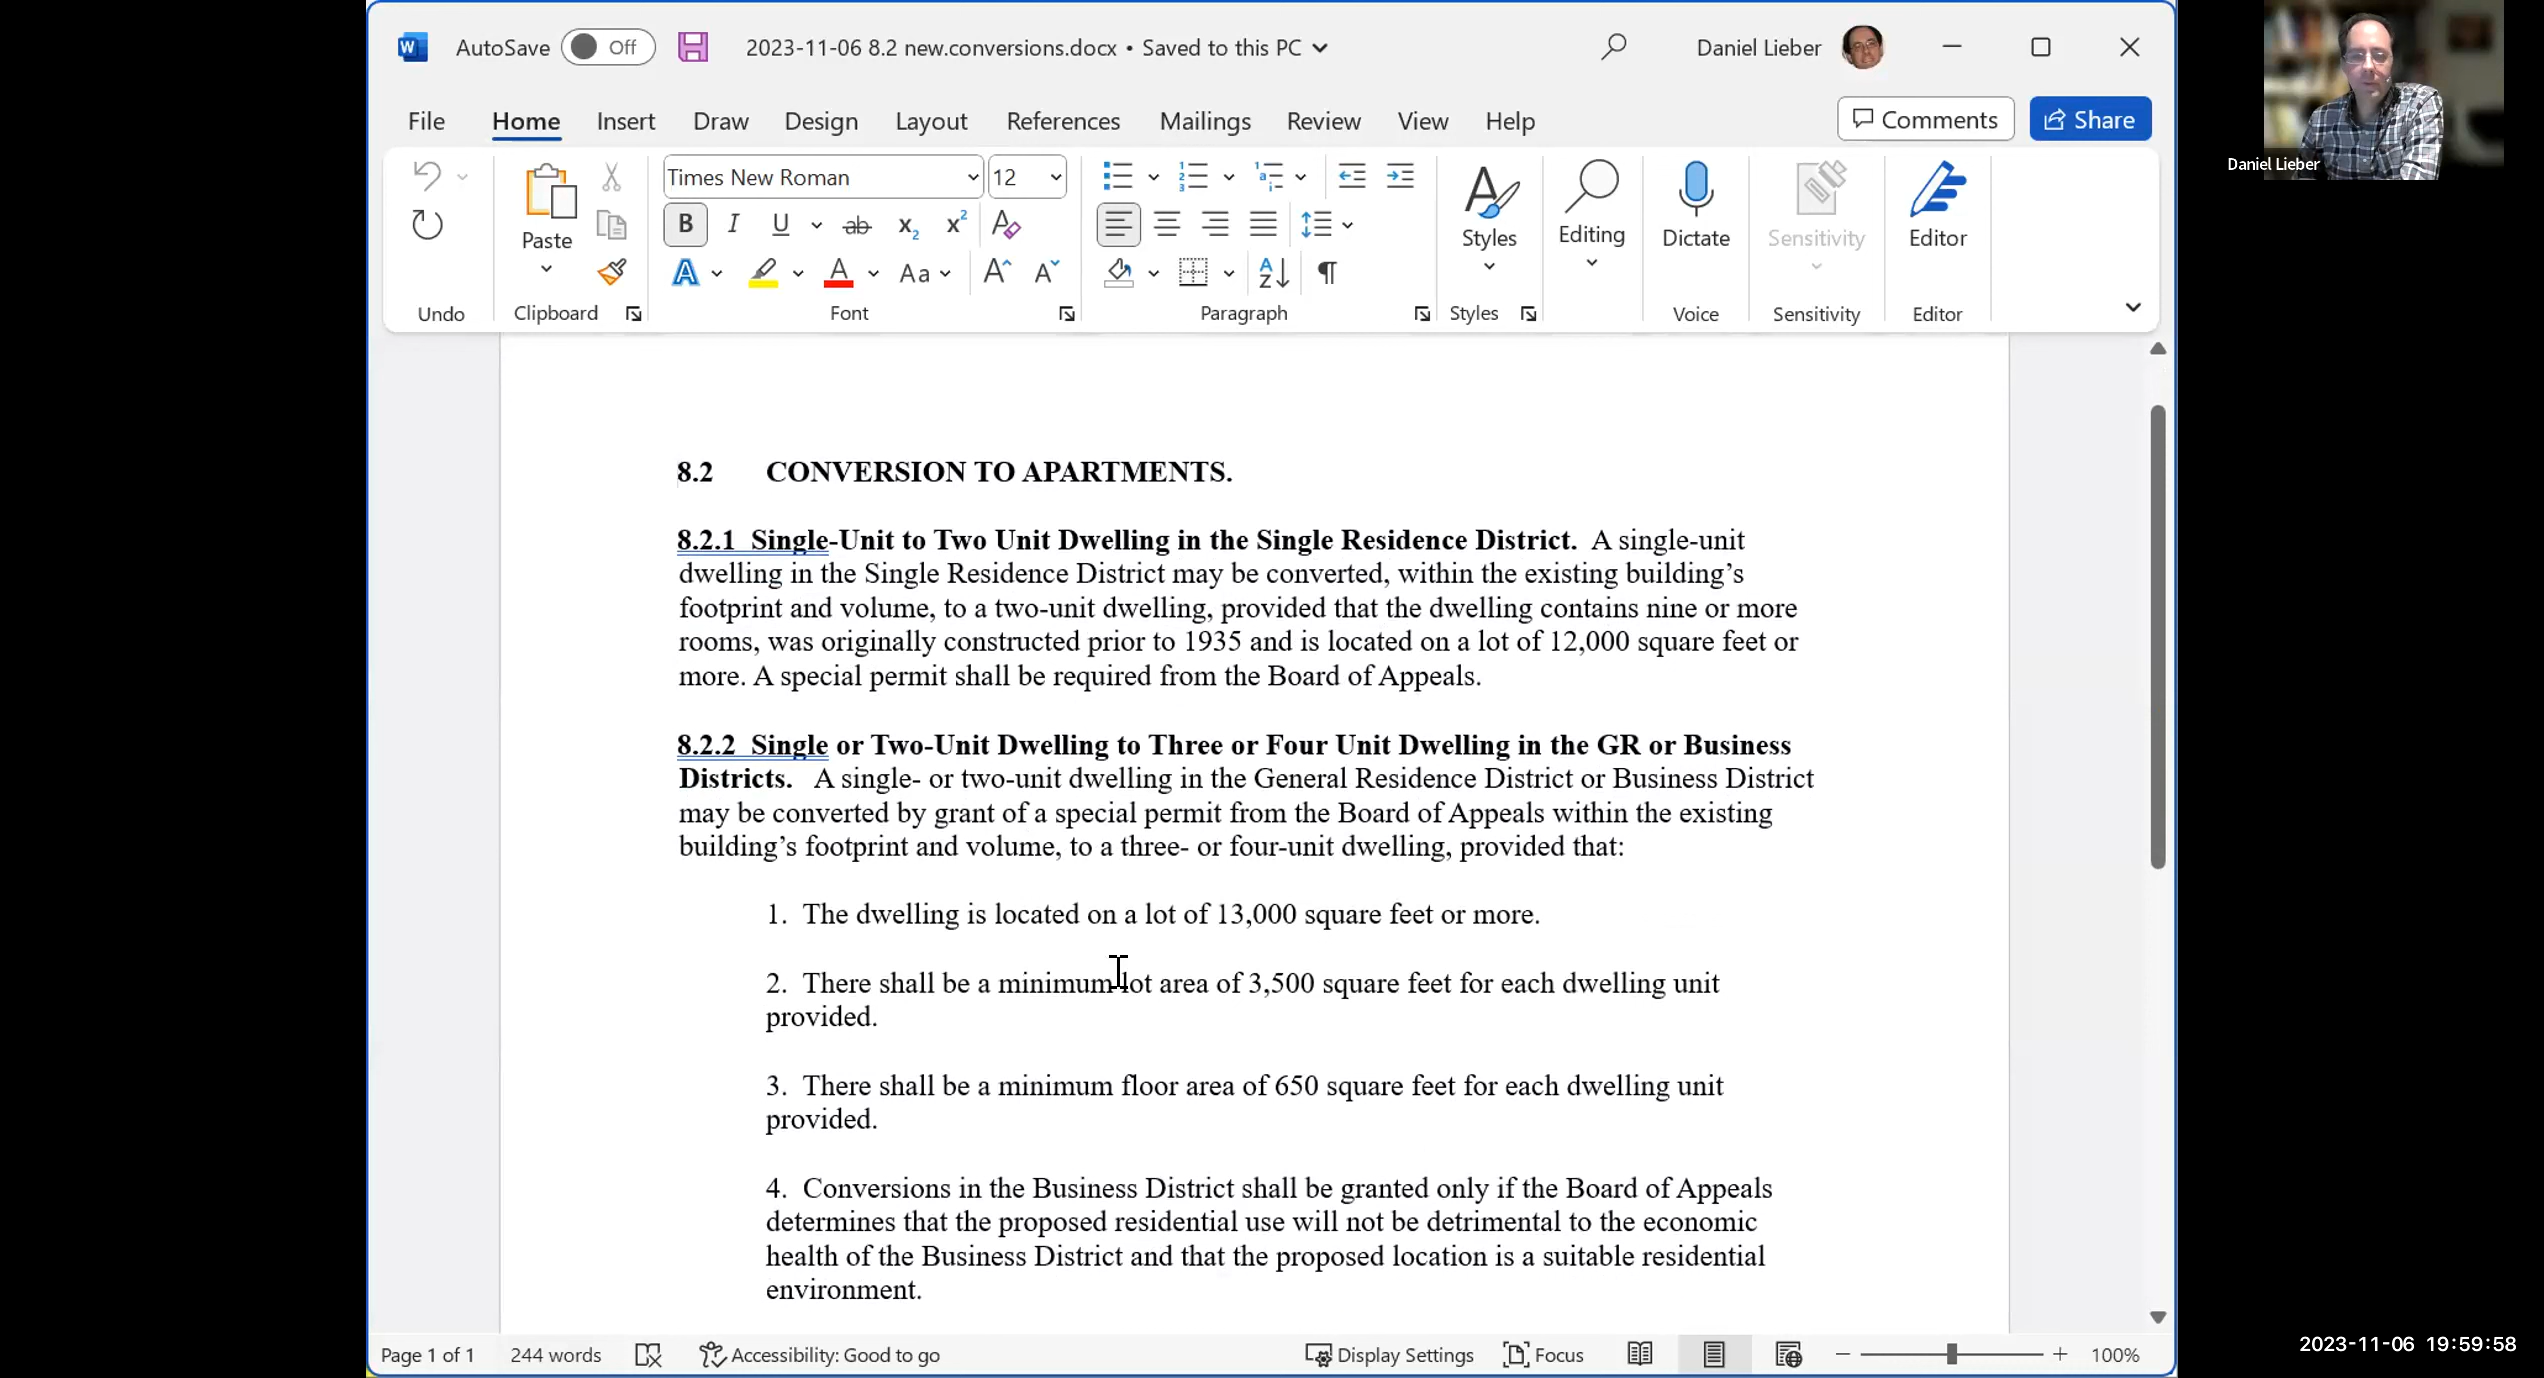 AutoSave Off 2023-11-06 8.2 new.conversions.docx • Saved to this PC Daniel Lieber
File Home Insert Draw Design Layout References Mailings Review View Help Comments Share
Times New Roman 12
Paste Styles Editing Dictate Sensitivity Editor
Undo Clipboard Font Paragraph Styles Voice Sensitivity Editor
Daniel Lieber
8.2 CONVERSION TO APARTMENTS.
8.2.1 Single-Unit to Two Unit Dwelling in the Single Residence District. A single-unit
dwelling in the Single Residence District may be converted, within the existing building’s
footprint and volume, to a two-unit dwelling, provided that the dwelling contains nine or more
rooms, was originally constructed prior to 1935 and is located on a lot of 12,000 square feet or
more. A special permit shall be required from the Board of Appeals.
8.2.2 Single or Two-Unit Dwelling to Three or Four Unit Dwelling in the GR or Business
Districts. A single- or two-unit dwelling in the General Residence District or Business District
may be converted by grant of a special permit from the Board of Appeals within the existing
building’s footprint and volume, to a three- or four-unit dwelling, provided that:
1. The dwelling is located on a lot of 13,000 square feet or more.
2. There shall be a minimum lot area of 3,500 square feet for each dwelling unit
provided.
3. There shall be a minimum floor area of 650 square feet for each dwelling unit
provided.
4. Conversions in the Business District shall be granted only if the Board of Appeals
determines that the proposed residential use will not be detrimental to the economic
health of the Business District and that the proposed location is a suitable residential
environment.
Page 1 of 1 244 words Accessibility: Good to go Display Settings Focus 100%
2023-11-06 19:59:58